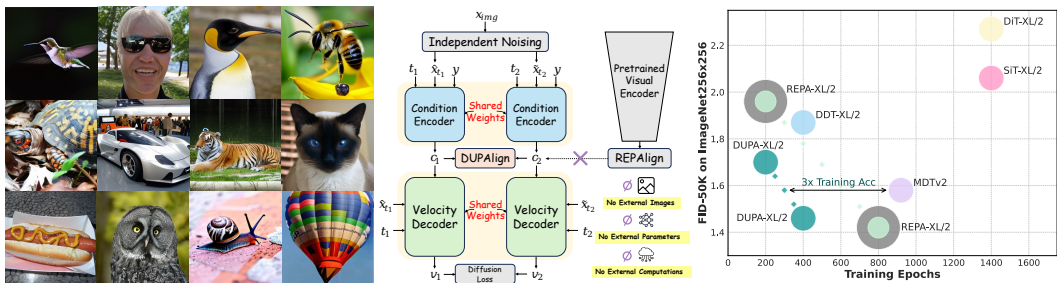 x_img
Independent Noising
t₁ x̃_t₁ y
t₂ x̃_t₂ y
Condition
Encoder
Shared
Weights
Condition
Encoder
Pretrained
Visual
Encoder
c₁
DUPAlign
c₂
REPAlign
Velocity
Decoder
Shared
Weights
Velocity
Decoder
x̃_t₁
t₁
x̃_t₂
t₂
v₁
Diffusion
Loss
v₂
∅
No External Images
∅
No External Parameters
∅
No External Computations
FID-50K on ImageNet256x256
2.2
2.0
1.8
1.6
1.4
DiT-XL/2
SiT-XL/2
REPA-XL/2
DDT-XL/2
DUPA-XL/2
3x Training Acc
MDTv2
DUPA-XL/2
REPA-XL/2
0 200 400 600 800 1000 1200 1400 1600
Training Epochs